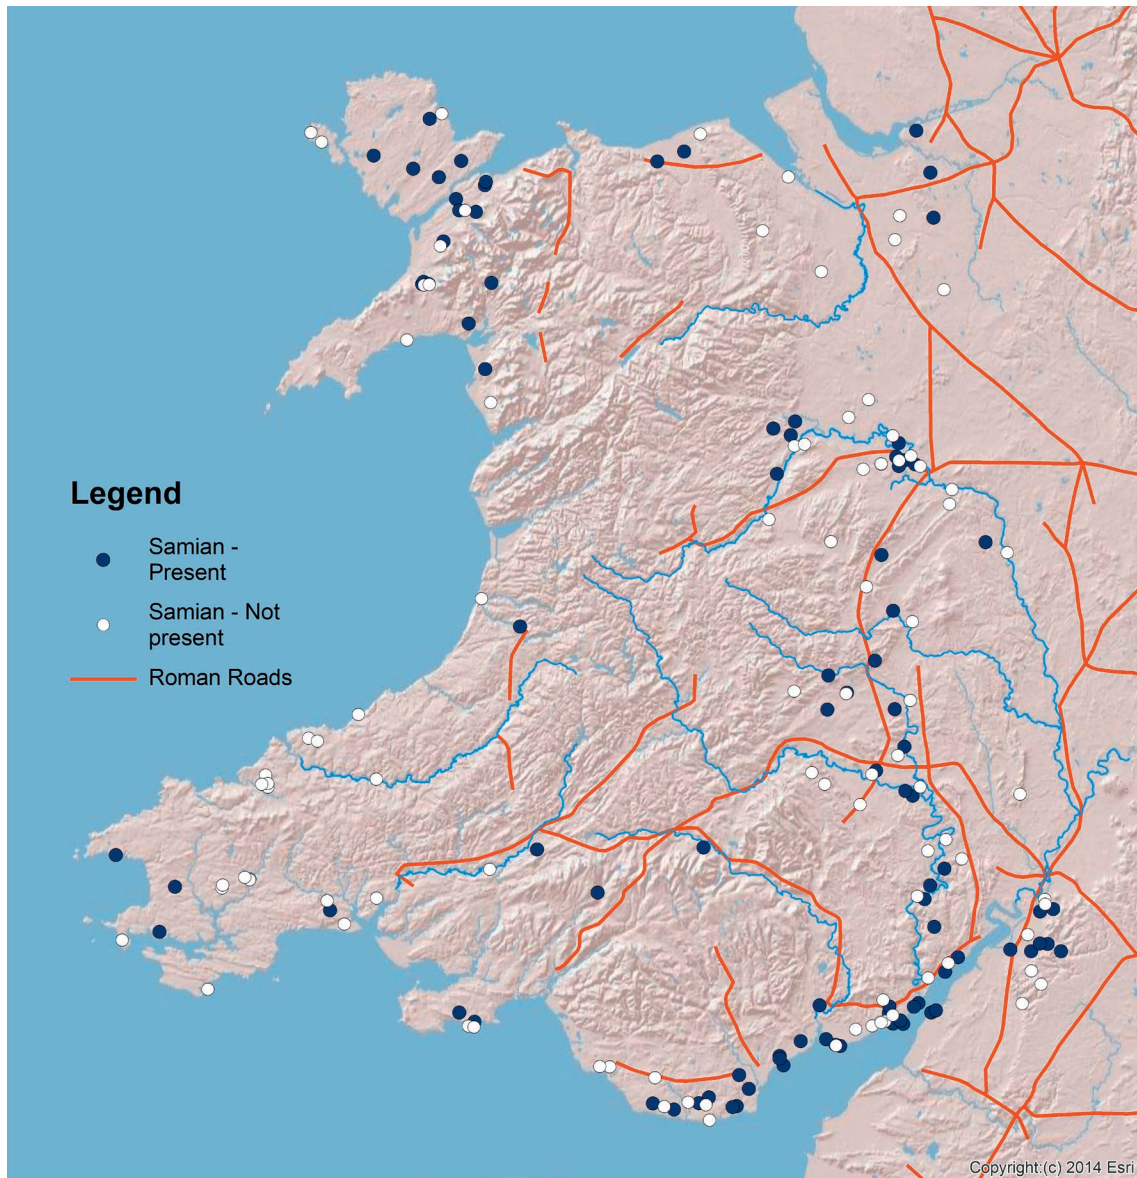 Legend
Samian -
Present
Samian - Not
present
Roman Roads
Copyright:(c) 2014 Esri